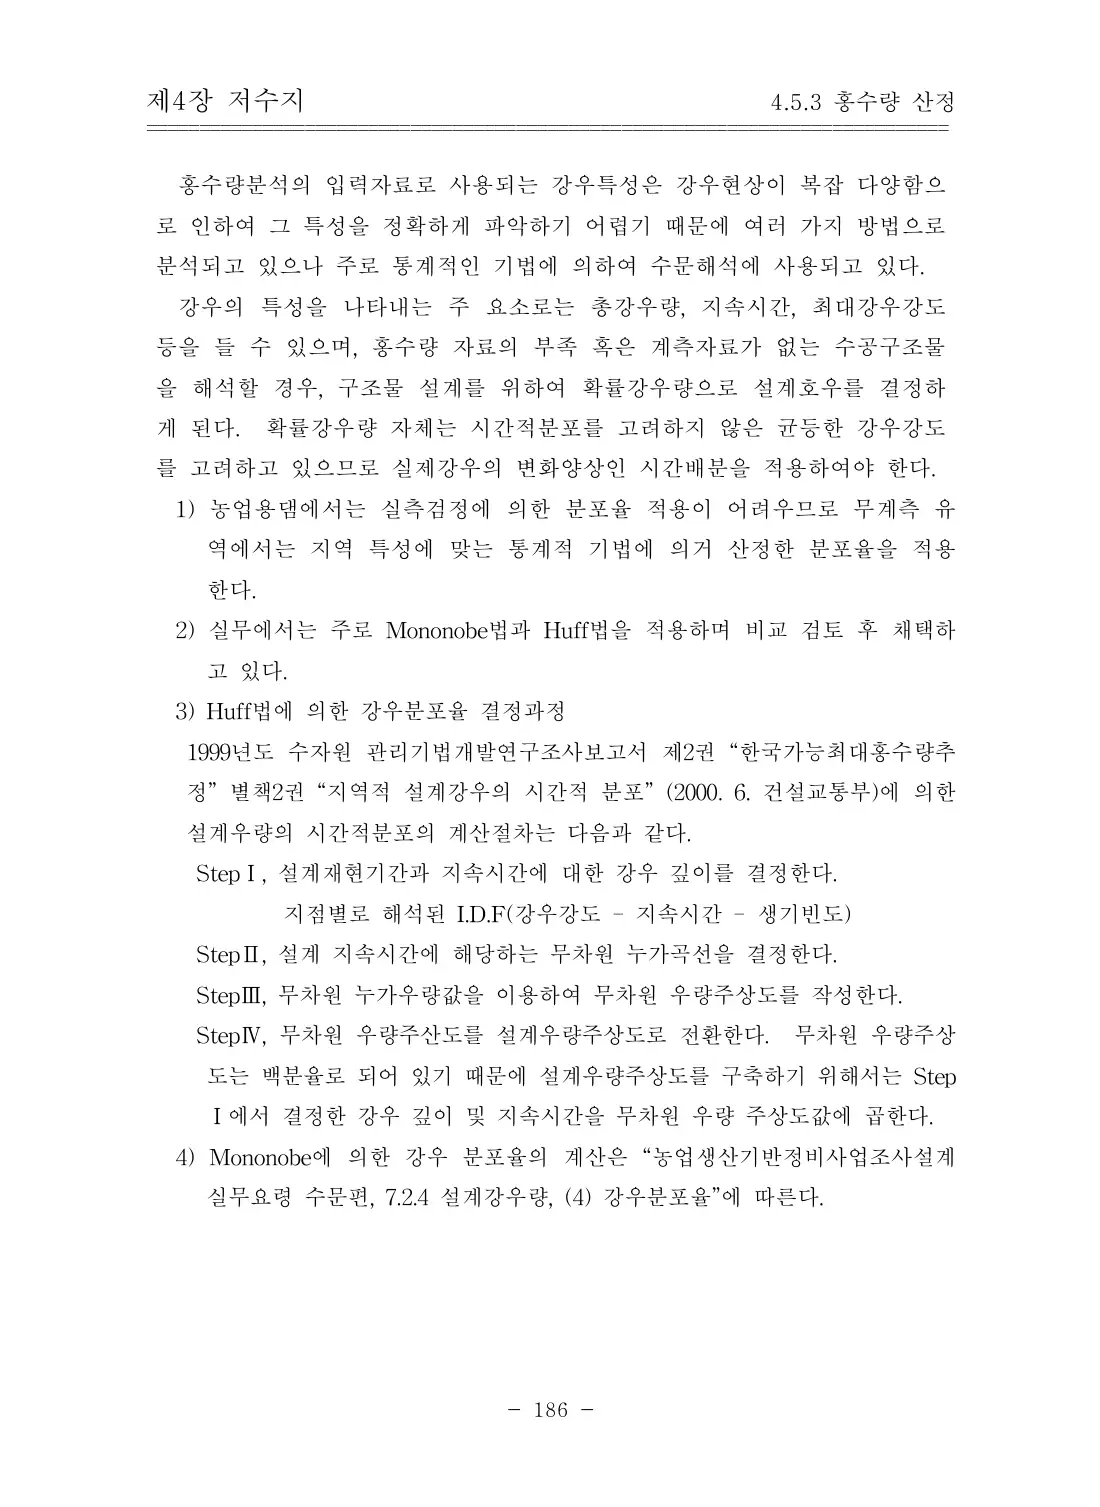 제4장 저수지
4.5.3 홍수량 산정
홍수량분석의 입력자료로 사용되는 강우특성은 강우현상이 복잡 다양함으
로 인하여 그 특성을 정확하게 파악하기 어렵기 때문에 여러 가지 방법으로
분석되고 있으나 주로 통계적인 기법에 의하여 수문해석에 사용되고 있다.
강우의 특성을 나타내는 주 요소로는 총강우량, 지속시간, 최대강우강도
등을 들 수 있으며, 홍수량 자료의 부족 혹은 계측자료가 없는 수공구조물
을 해석할 경우, 구조물 설계를 위하여 확률강우량으로 설계호우를 결정하
게 된다. 확률강우량 자체는 시간적분포를 고려하지 않은 균등한 강우강도
를 고려하고 있으므로 실제강우의 변화양상인 시간배분을 적용하여야 한다.
1) 농업용댐에서는 실측검정에 의한 분포율 적용이 어려우므로 무계측 유
역에서는 지역 특성에 맞는 통계적 기법에 의거 산정한 분포율을 적용
한다.
2) 실무에서는 주로 Mononobe법과 Huff법을 적용하며 비교 검토 후 채택하
고 있다.
3) Huff법에 의한 강우분포율 결정과정
1999년도 수자원 관리기법개발연구조사보고서 제2권 “한국가능최대홍수량추
정” 별책2권 “지역적 설계강우의 시간적 분포” (2000. 6. 건설교통부)에 의한
설계우량의 시간적분포의 계산절차는 다음과 같다.
StepⅠ, 설계재현기간과 지속시간에 대한 강우 깊이를 결정한다.
지점별로 해석된 I.D.F(강우강도 - 지속시간 - 생기빈도)
StepⅡ, 설계 지속시간에 해당하는 무차원 누가곡선을 결정한다.
StepⅢ, 무차원 누가우량값을 이용하여 무차원 우량주상도를 작성한다.
StepⅣ, 무차원 우량주산도를 설계우량주상도로 전환한다. 무차원 우량주상
도는 백분율로 되어 있기 때문에 설계우량주상도를 구축하기 위해서는 Step
Ⅰ에서 결정한 강우 깊이 및 지속시간을 무차원 우량 주상도값에 곱한다.
4) Mononobe에 의한 강우 분포율의 계산은 “농업생산기반정비사업조사설계
실무요령 수문편, 7.2.4 설계강우량, (4) 강우분포율”에 따른다.
- 186 -